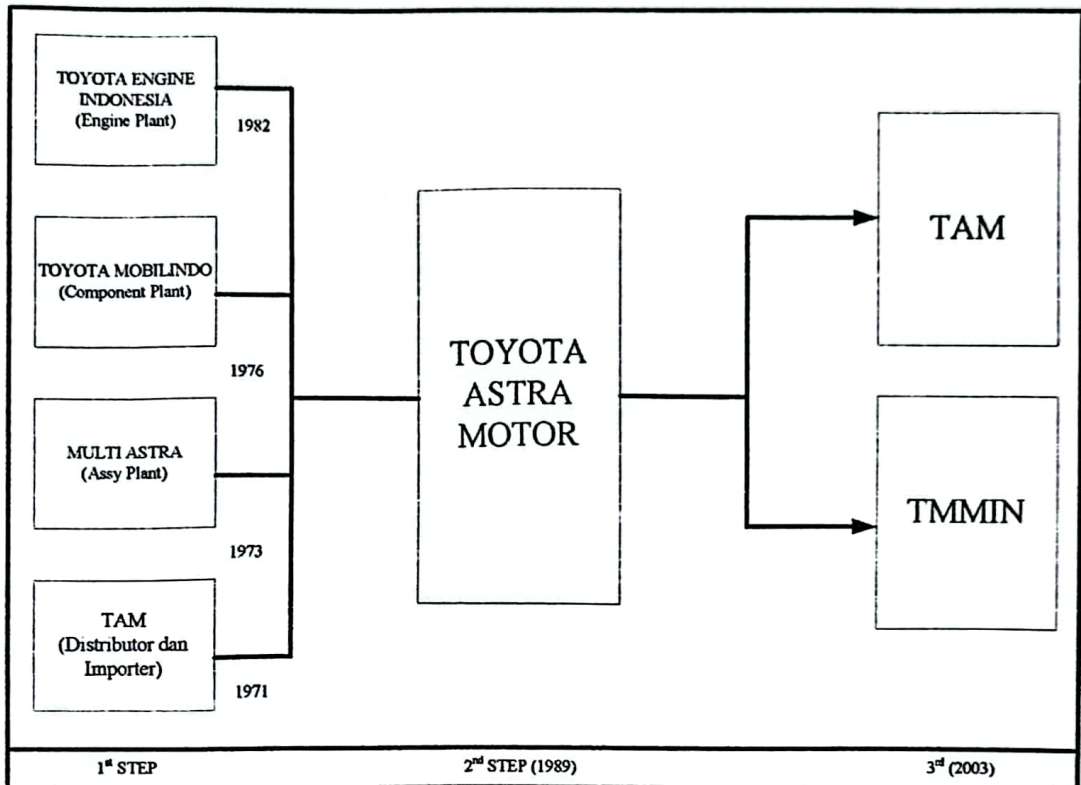 TOYOTA ENGINE
INDONESIA
(Engine Plant)
1982
TOYOTA MOBILINDO
(Component Plant)
1976
MULTI ASTRA
(Assy Plant)
1973
TAM
(Distributor dan
Importer)
1971
TOYOTA
ASTRA
MOTOR
TAM
TMMIN
1st STEP
2nd STEP (1989)
3rd (2003)